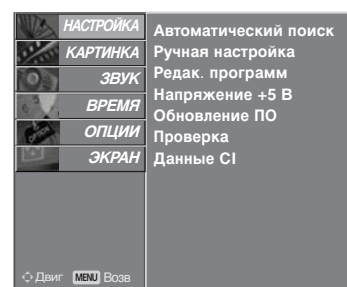 НАСТРОЙКА
КАРТИНКА
ЗВУК
ВРЕМЯ
ОПЦИИ
ЭКРАН
Автоматический поиск
Ручная настройка
Редак. программ
Напряжение +5 В
Обновление ПО
Проверка
Данные CI
Двиг MENU Возв